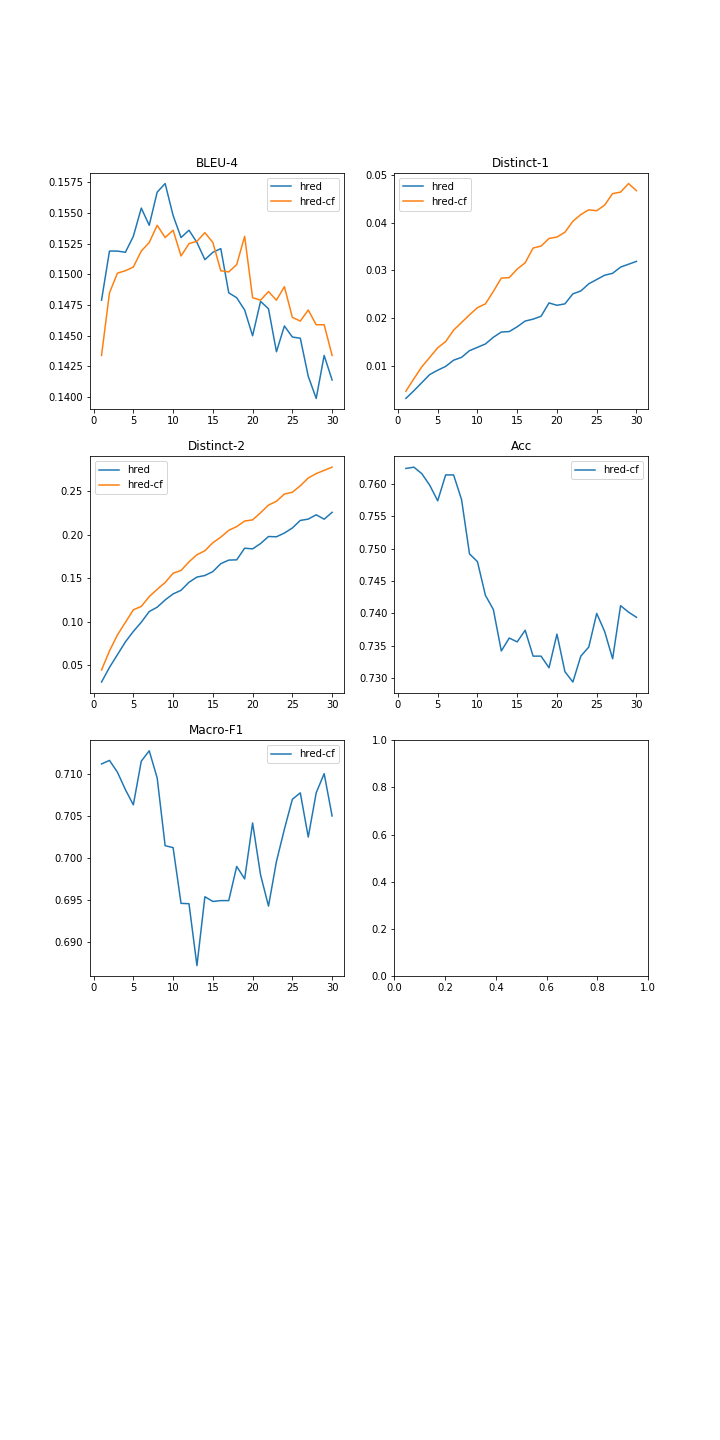 BLEU-4
0.1575
0.1550
0.1525
0.1500
0.1475
0.1450
0.1425
0.1400
0 5 10 15 20 25 30
hred
hred-cf
Distinct-1
0.05
0.04
0.03
0.02
0.01
0 5 10 15 20 25 30
hred
hred-cf
Distinct-2
0.25
0.20
0.15
0.10
0.05
0 5 10 15 20 25 30
hred
hred-cf
Acc
0.760
0.755
0.750
0.745
0.740
0.735
0.730
0 5 10 15 20 25 30
hred-cf
Macro-F1
0.710
0.705
0.700
0.695
0.690
0 5 10 15 20 25 30
hred-cf
1.0
0.8
0.6
0.4
0.2
0.0
0.0 0.2 0.4 0.6 0.8 1.0